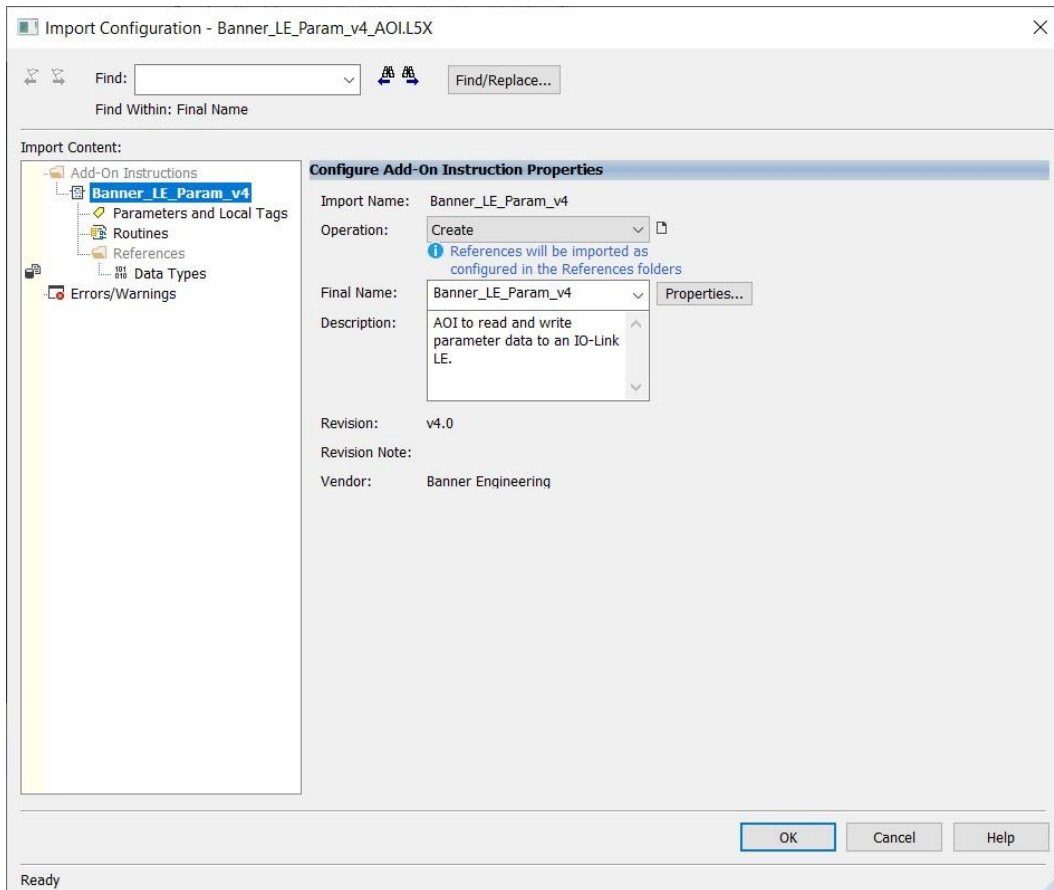 Import Configuration - Banner_LE_Param_v4_AOI.L5X
Find:
Find/Replace...
Find Within: Final Name
Import Content:
Add-On Instructions
Banner_LE_Param_v4
Parameters and Local Tags
Routines
References
Data Types
Errors/Warnings
Configure Add-On Instruction Properties
Import Name: Banner_LE_Param_v4
Operation: Create
References will be imported as
configured in the References folders
Final Name: Banner_LE_Param_v4 Properties...
Description: AOI to read and write
parameter data to an IO-Link
LE.
Revision: v4.0
Revision Note:
Vendor: Banner Engineering
OK Cancel Help
Ready